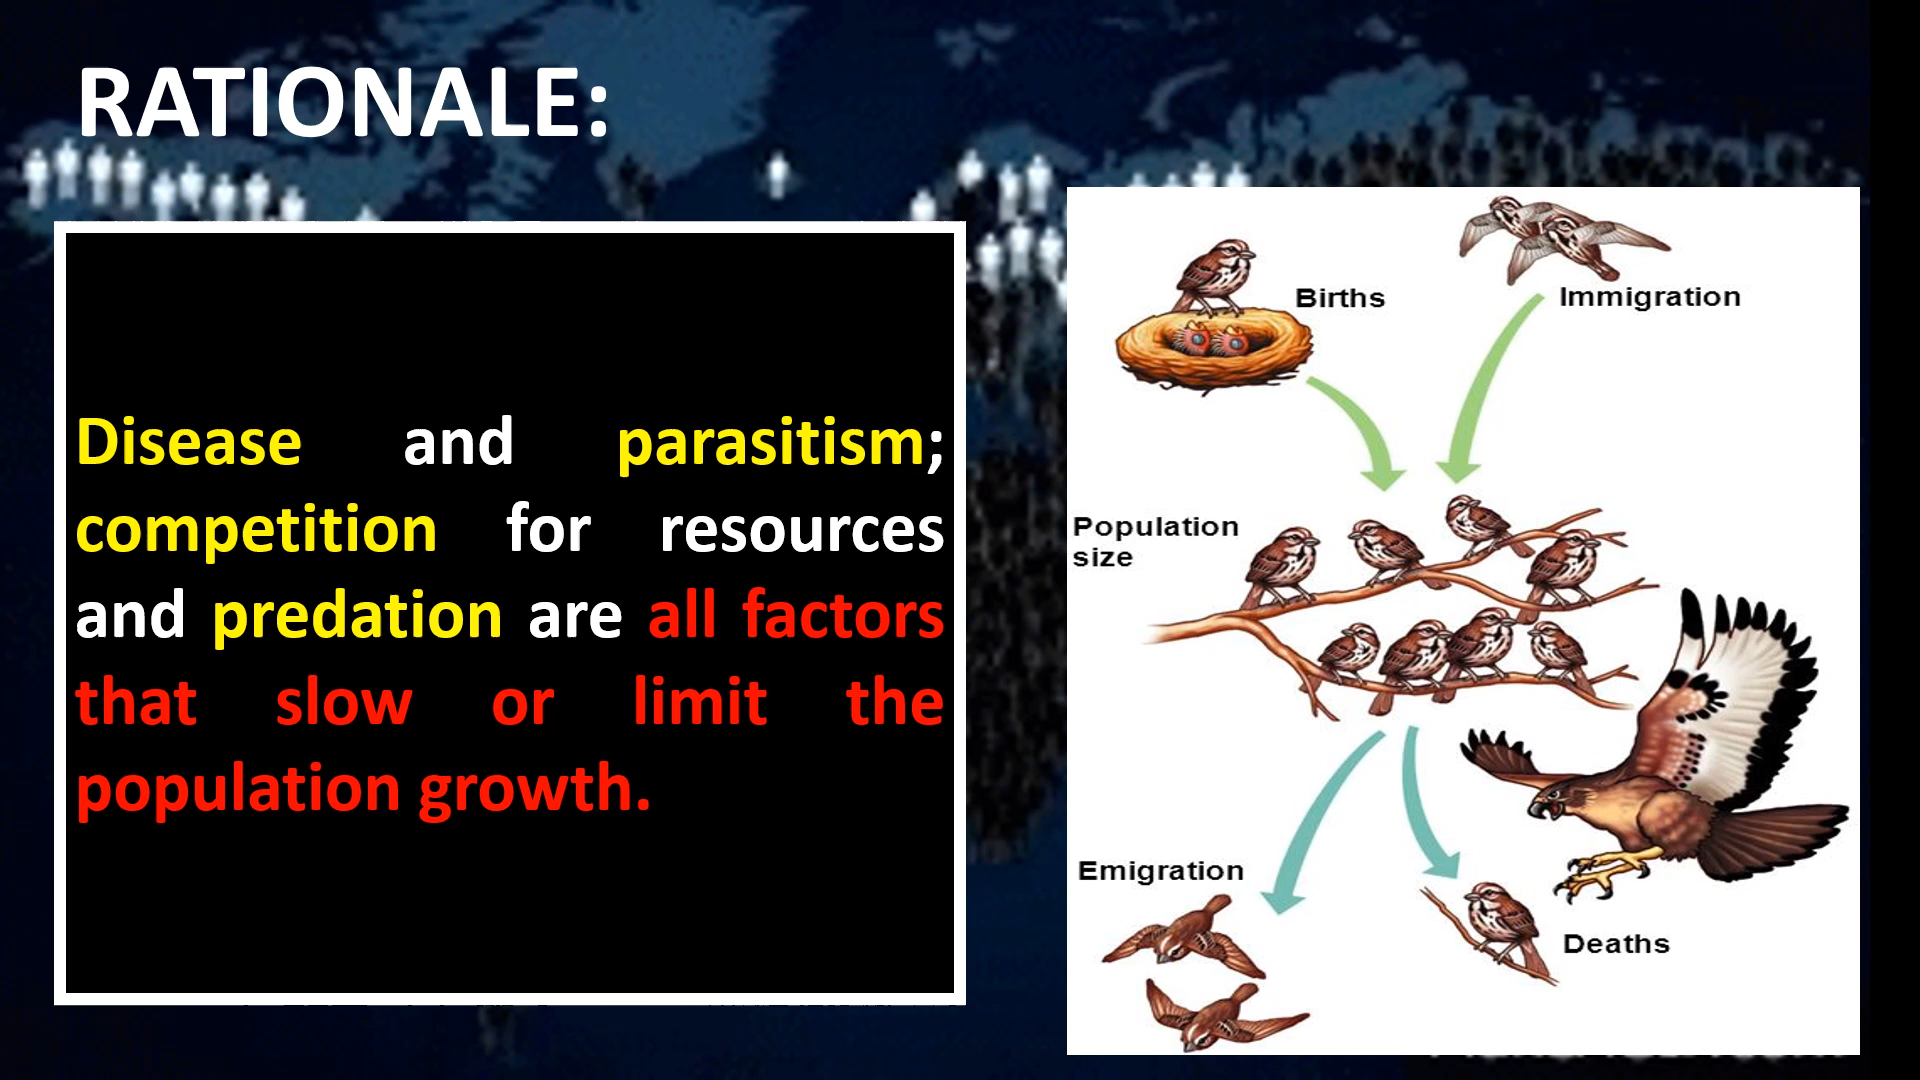 RATIONALE:
Disease and parasitism;
competition for resources
and predation are all factors
that slow or limit the
population growth.
Births
Immigration
Population
size
Emigration
Deaths